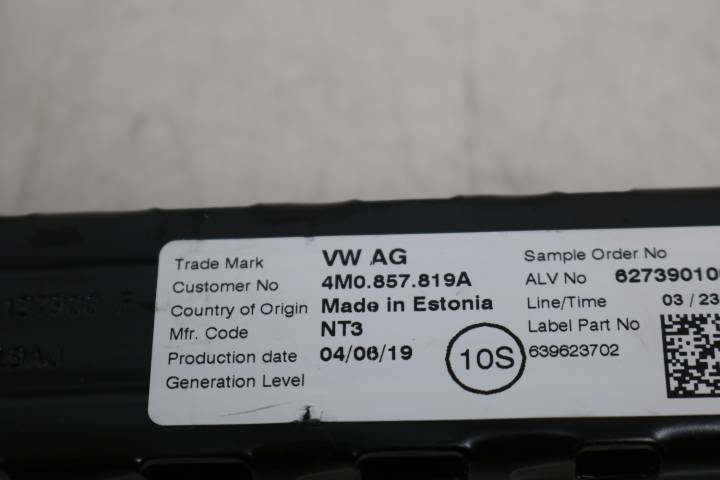 Trade Mark VW AG Sample Order No
Customer No 4M0.857.819A ALV No 62739010
Country of Origin Made in Estonia Line/Time 03 / 23
Mfr. Code NT3 Label Part No
Production date 04/06/19 10S 639623702
Generation Level